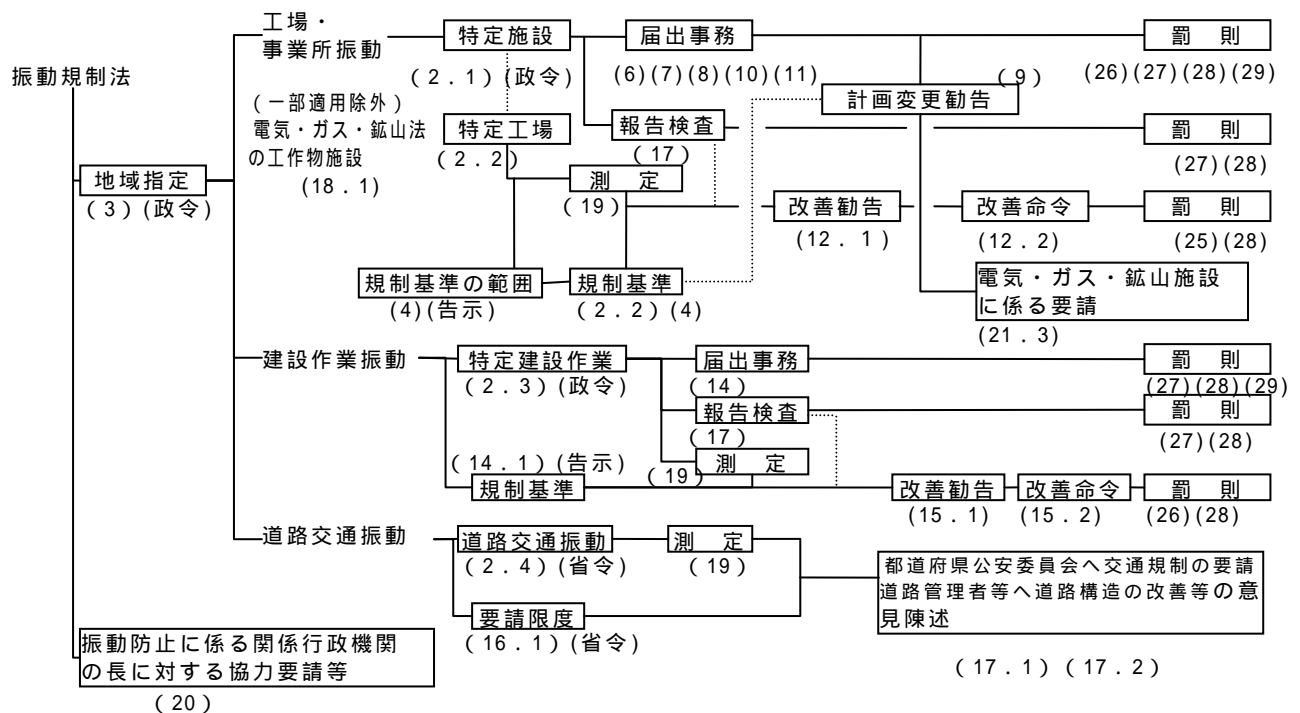 工場・
事業所振動
特定施設
届出事務
罰 則
(2．1)(政令)
(6)(7)(8)(10)(11)
(9)
(26)(27)(28)(29)
振動規制法
(一部適用除外)
電気・ガス・鉱山法
の工作物施設
(18．1)
特定工場
(2．2)
計画変更勧告
報告検査
(17)
罰 則
(27)(28)
地域指定
(3)(政令)
測 定
(19)
改善勧告
(12．1)
改善命令
(12．2)
罰 則
(25)(28)
規制基準の範囲
(4)(告示)
規制基準
(2．2)(4)
電気・ガス・鉱山施設
に係る要請
(21．3)
建設作業振動
特定建設作業
(2．3)(政令)
届出事務
(14)
罰 則
(27)(28)(29)
報告検査
(17)
罰 則
(27)(28)
(14．1)(告示)
規制基準
測 定
(19)
改善勧告
(15．1)
改善命令
(15．2)
罰 則
(26)(28)
道路交通振動
道路交通振動
(2．4)(省令)
測 定
(19)
要請限度
(16．1)(省令)
都道府県公安委員会へ交通規制の要請
道路管理者等へ道路構造の改善等の意
見陳述
(17．1)(17．2)
振動防止に係る関係行政機関
の長に対する協力要請等
(20)